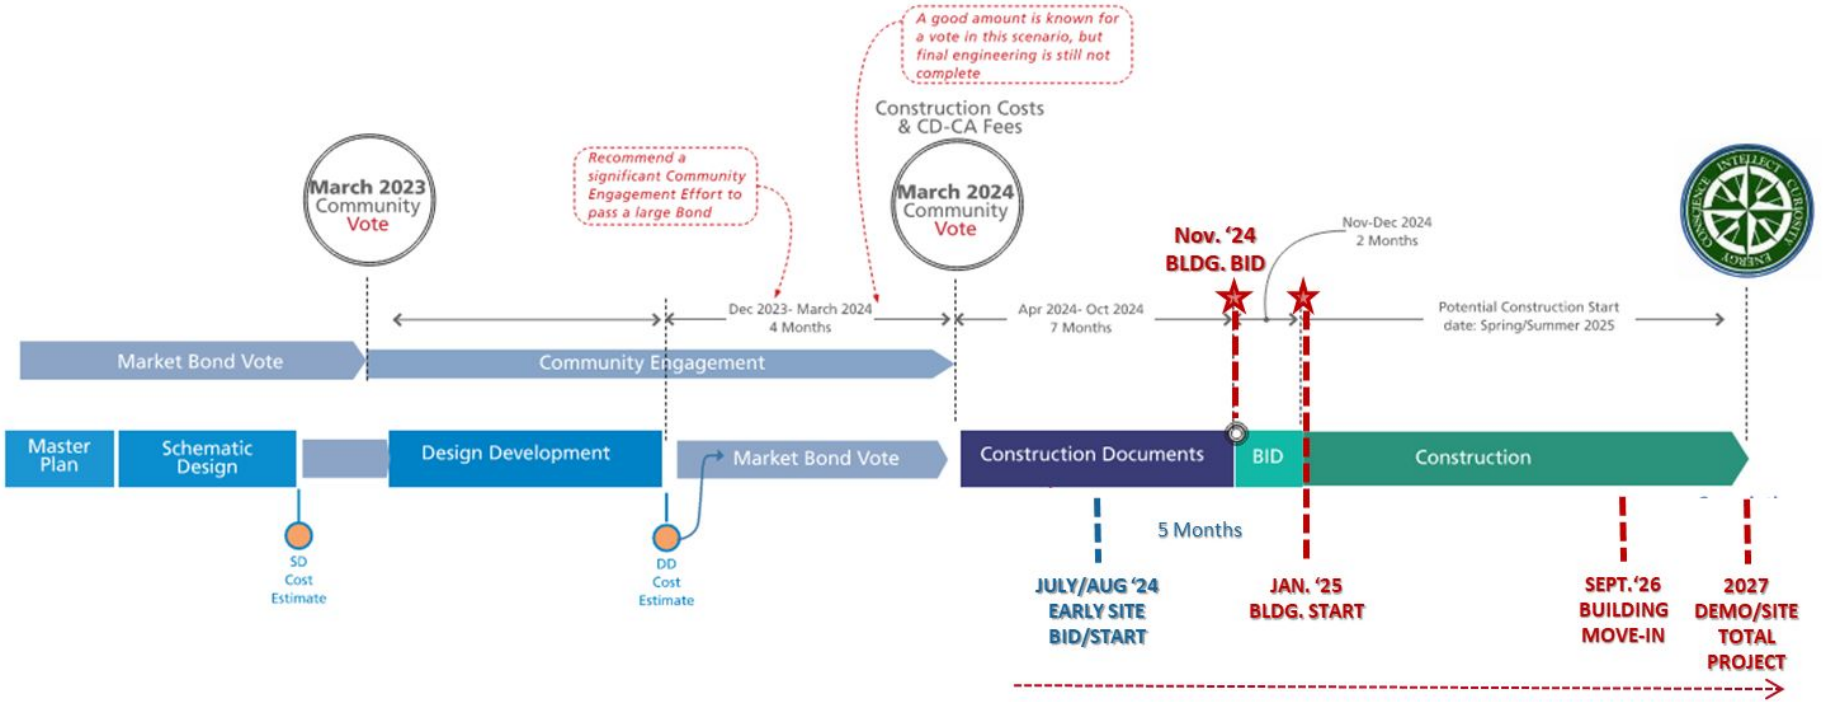 A good amount is known for
a vote in this scenario, but
final engineering is still not
complete
Construction Costs
& CD-CA Fees
March 2023
Community
Vote
Recommend a
significant Community
Engagement Effort to
pass a large Bond
March 2024
Community
Vote
Nov. ‘24
BLDG. BID
Nov-Dec 2024
2 Months
INTELLECT CURIOSITY
ENERGY CONSCIENCE
Dec 2023- March 2024
4 Months
Apr 2024- Oct 2024
7 Months
Potential Construction Start
date: Spring/Summer 2025
Market Bond Vote
Community Engagement
Master
Plan
Schematic
Design
Design Development
Market Bond Vote
Construction Documents
BID
Construction
SD
Cost
Estimate
DD
Cost
Estimate
5 Months
JULY/AUG ‘24
EARLY SITE
BID/START
JAN. ‘25
BLDG. START
SEPT.‘26
BUILDING
MOVE-IN
2027
DEMO/SITE
TOTAL
PROJECT